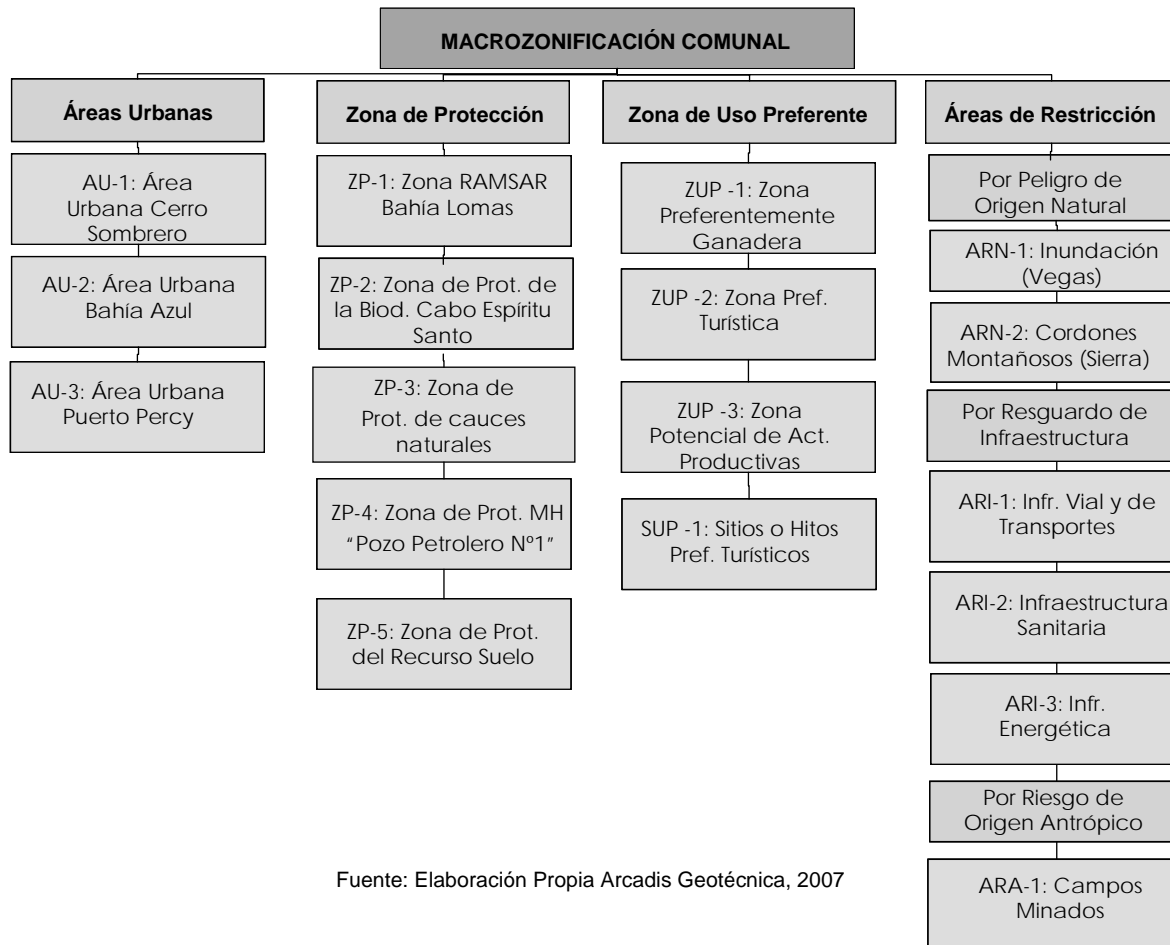 MACROZONIFICACIÓN COMUNAL
Áreas Urbanas
AU-1: Área
Urbana Cerro
Sombrero
AU-2: Área Urbana
Bahía Azul
AU-3: Área Urbana
Puerto Percy
Zona de Protección
ZP-1: Zona RAMSAR
Bahía Lomas
ZP-2: Zona de Prot. de
la Biod. Cabo Espíritu
Santo
ZP-3: Zona de
Prot. de cauces
naturales
ZP-4: Zona de Prot. MH
“Pozo Petrolero Nº1”
ZP-5: Zona de Prot.
del Recurso Suelo
Zona de Uso Preferente
ZUP -1: Zona
Preferentemente
Ganadera
ZUP -2: Zona Pref.
Turística
ZUP -3: Zona
Potencial de Act.
Productivas
SUP -1: Sitios o Hitos
Pref. Turísticos
Áreas de Restricción
Por Peligro de
Origen Natural
ARN-1: Inundación
(Vegas)
ARN-2: Cordones
Montañosos (Sierra)
Por Resguardo de
Infraestructura
ARI-1: Infr. Vial y de
Transportes
ARI-2: Infraestructura
Sanitaria
ARI-3: Infr.
Energética
Por Riesgo de
Origen Antrópico
ARA-1: Campos
Minados
Fuente: Elaboración Propia Arcadis Geotécnica, 2007